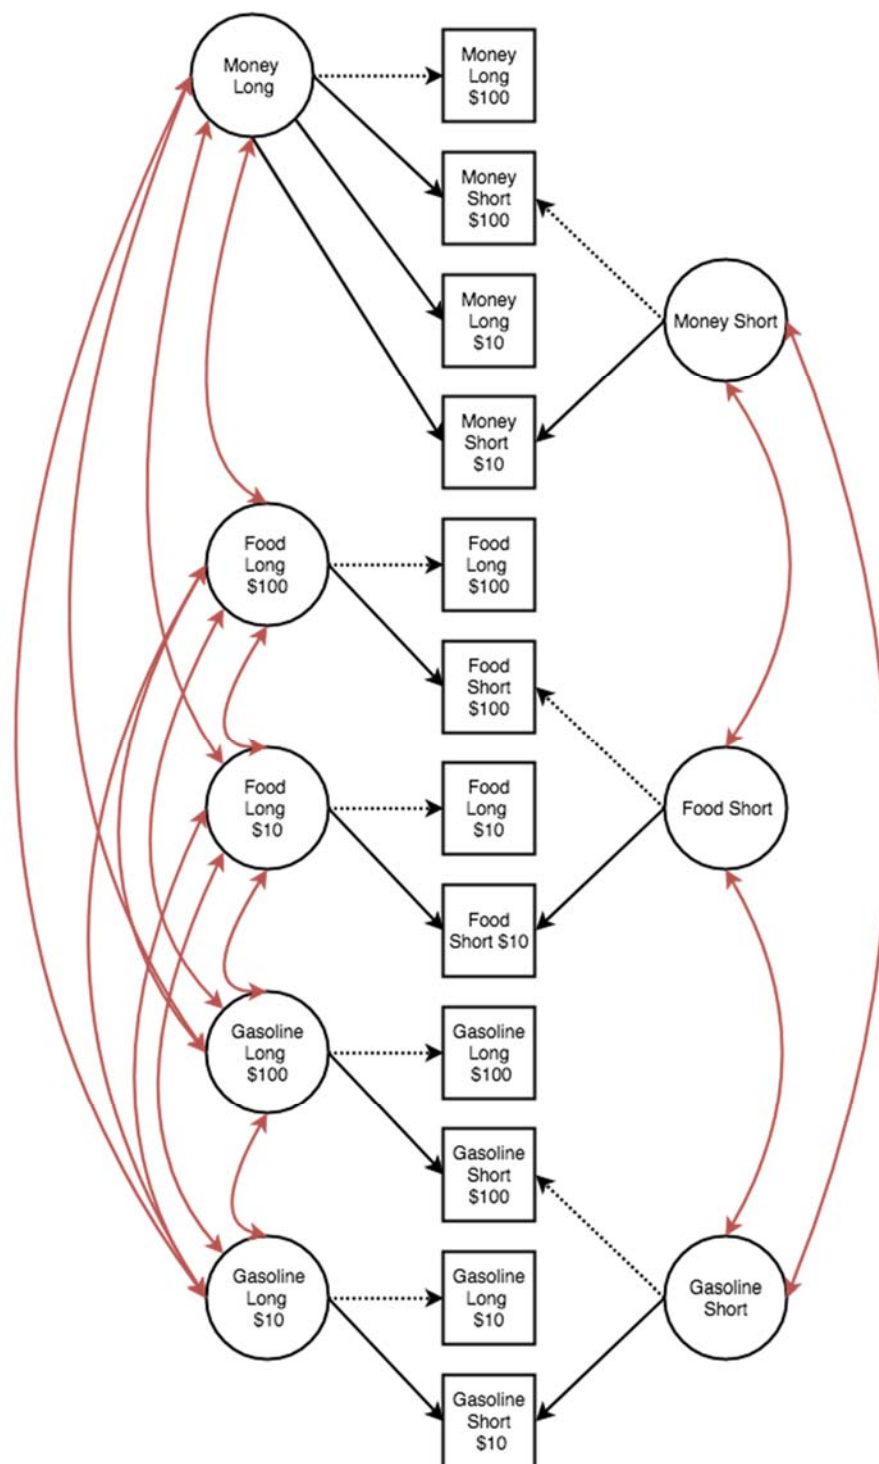 Money
Long
Money
Long
$100
Money
Short
$100
Money
Long
$10
Money Short
Money
Short
$10
Food
Long
$100
Food
Long
$100
Food
Short
$100
Food
Long
$10
Food
Long
$10
Food Short
Food
Short $10
Gasoline
Long
$100
Gasoline
Long
$100
Gasoline
Short
$100
Gasoline
Long
$10
Gasoline
Long
$10
Gasoline
Short
Gasoline
Short
$10